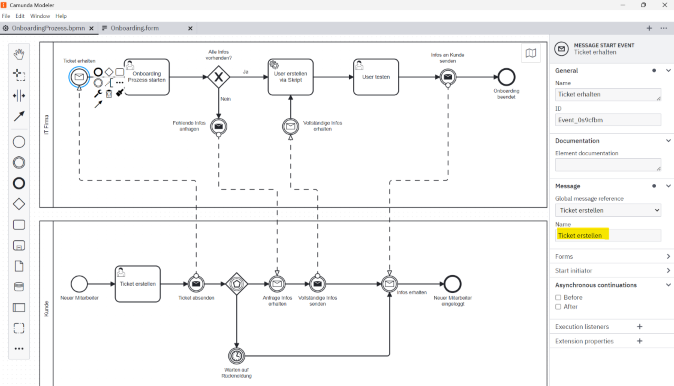 Camunda Modeler
File Edit Window Help
OnboardingProzess.bpmn
Onboarding.form
IT Firma
Ticket erhalten
Onboarding
Prozess starten
Alle Infos
vorhanden?
Ja
Nein
User erstellen
via Skript
User testen
Infos an Kunde
senden
Onboarding
beendet
Fehlende Infos
anfragen
Vollständige Infos
erhalten
Kunde
Neuer Mitarbeiter
Ticket erstellen
Ticket absenden
Anfrage Infos
erhalten
Vollständige Infos
senden
Infos erhalten
Neuer Mitarbeiter
eingeloggt
Warten auf
Rückmeldung
MESSAGE START EVENT
Ticket erhalten
General
Name
Ticket erhalten
ID
Event_0s9cfbm
Documentation
Element documentation
Message
Global message reference
Ticket erstellen
Name
Ticket erstellen
Forms
Start initiator
Asynchronous continuations
Before
After
Execution listeners
Extension properties